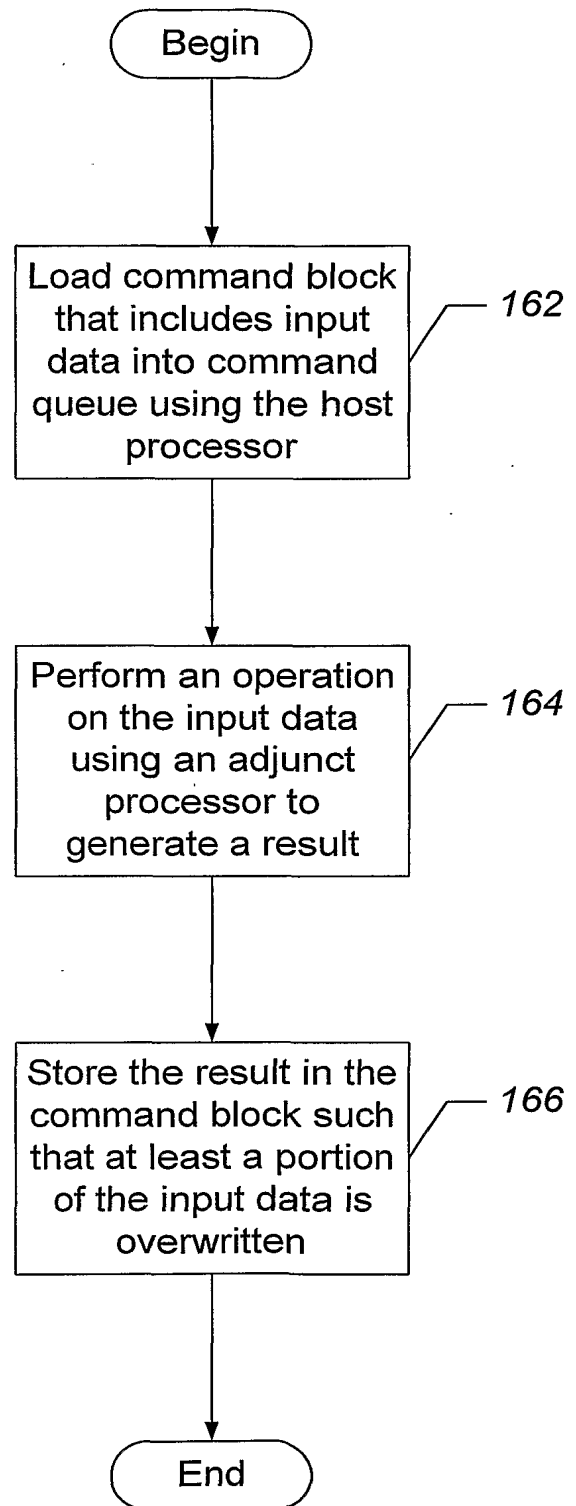 Begin
Load command block
that includes input
data into command
queue using the host
processor
162
Perform an operation
on the input data
using an adjunct
processor to
generate a result
164
Store the result in the
command block such
that at least a portion
of the input data is
overwritten
166
End